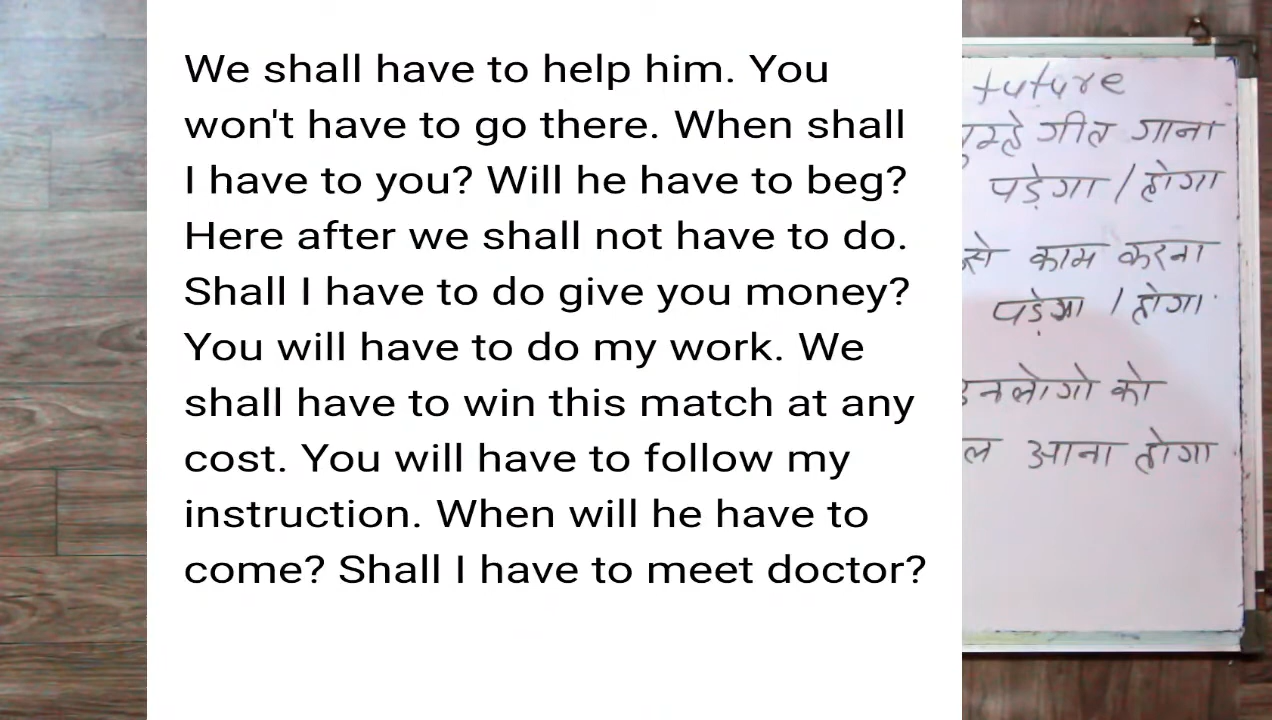 We shall have to help him. You
won't have to go there. When shall
I have to you? Will he have to beg?
Here after we shall not have to do.
Shall I have to do give you money?
You will have to do my work. We
shall have to win this match at any
cost. You will have to follow my
instruction. When will he have to
come? Shall I have to meet doctor?
future
गीत गाना
पड़ेगा / होगा
काम करना
पड़ेगा / होगा
को
आना होगा